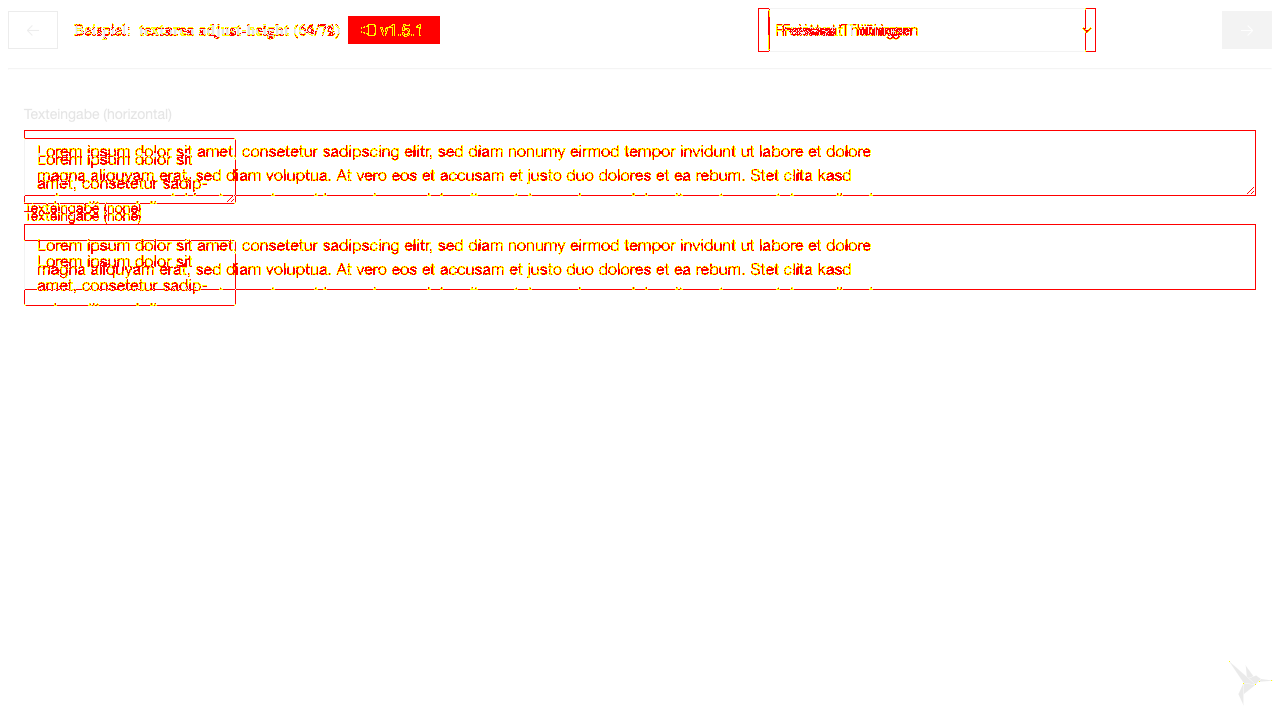 ←
Beispiel: textarea adjust-height
v1.5.1
→
Texteingabe (horizontal)
Lorem ipsum dolor sit amet, consetetur sadipscing elitr, sed diam nonumy eirmod tempor invidunt ut labore et dolore
magna aliquyam erat, sed diam voluptua. At vero eos et accusam et justo duo dolores et ea rebum. Stet clita kasd
Lorem ipsum dolor sit
amet, consetetur sadip-
Texteingabe (none)
Texteingabe (none)
Lorem ipsum dolor sit amet, consetetur sadipscing elitr, sed diam nonumy eirmod tempor invidunt ut labore et dolore
magna aliquyam erat, sed diam voluptua. At vero eos et accusam et justo duo dolores et ea rebum. Stet clita kasd
Lorem ipsum dolor sit
amet, consetetur sadip-